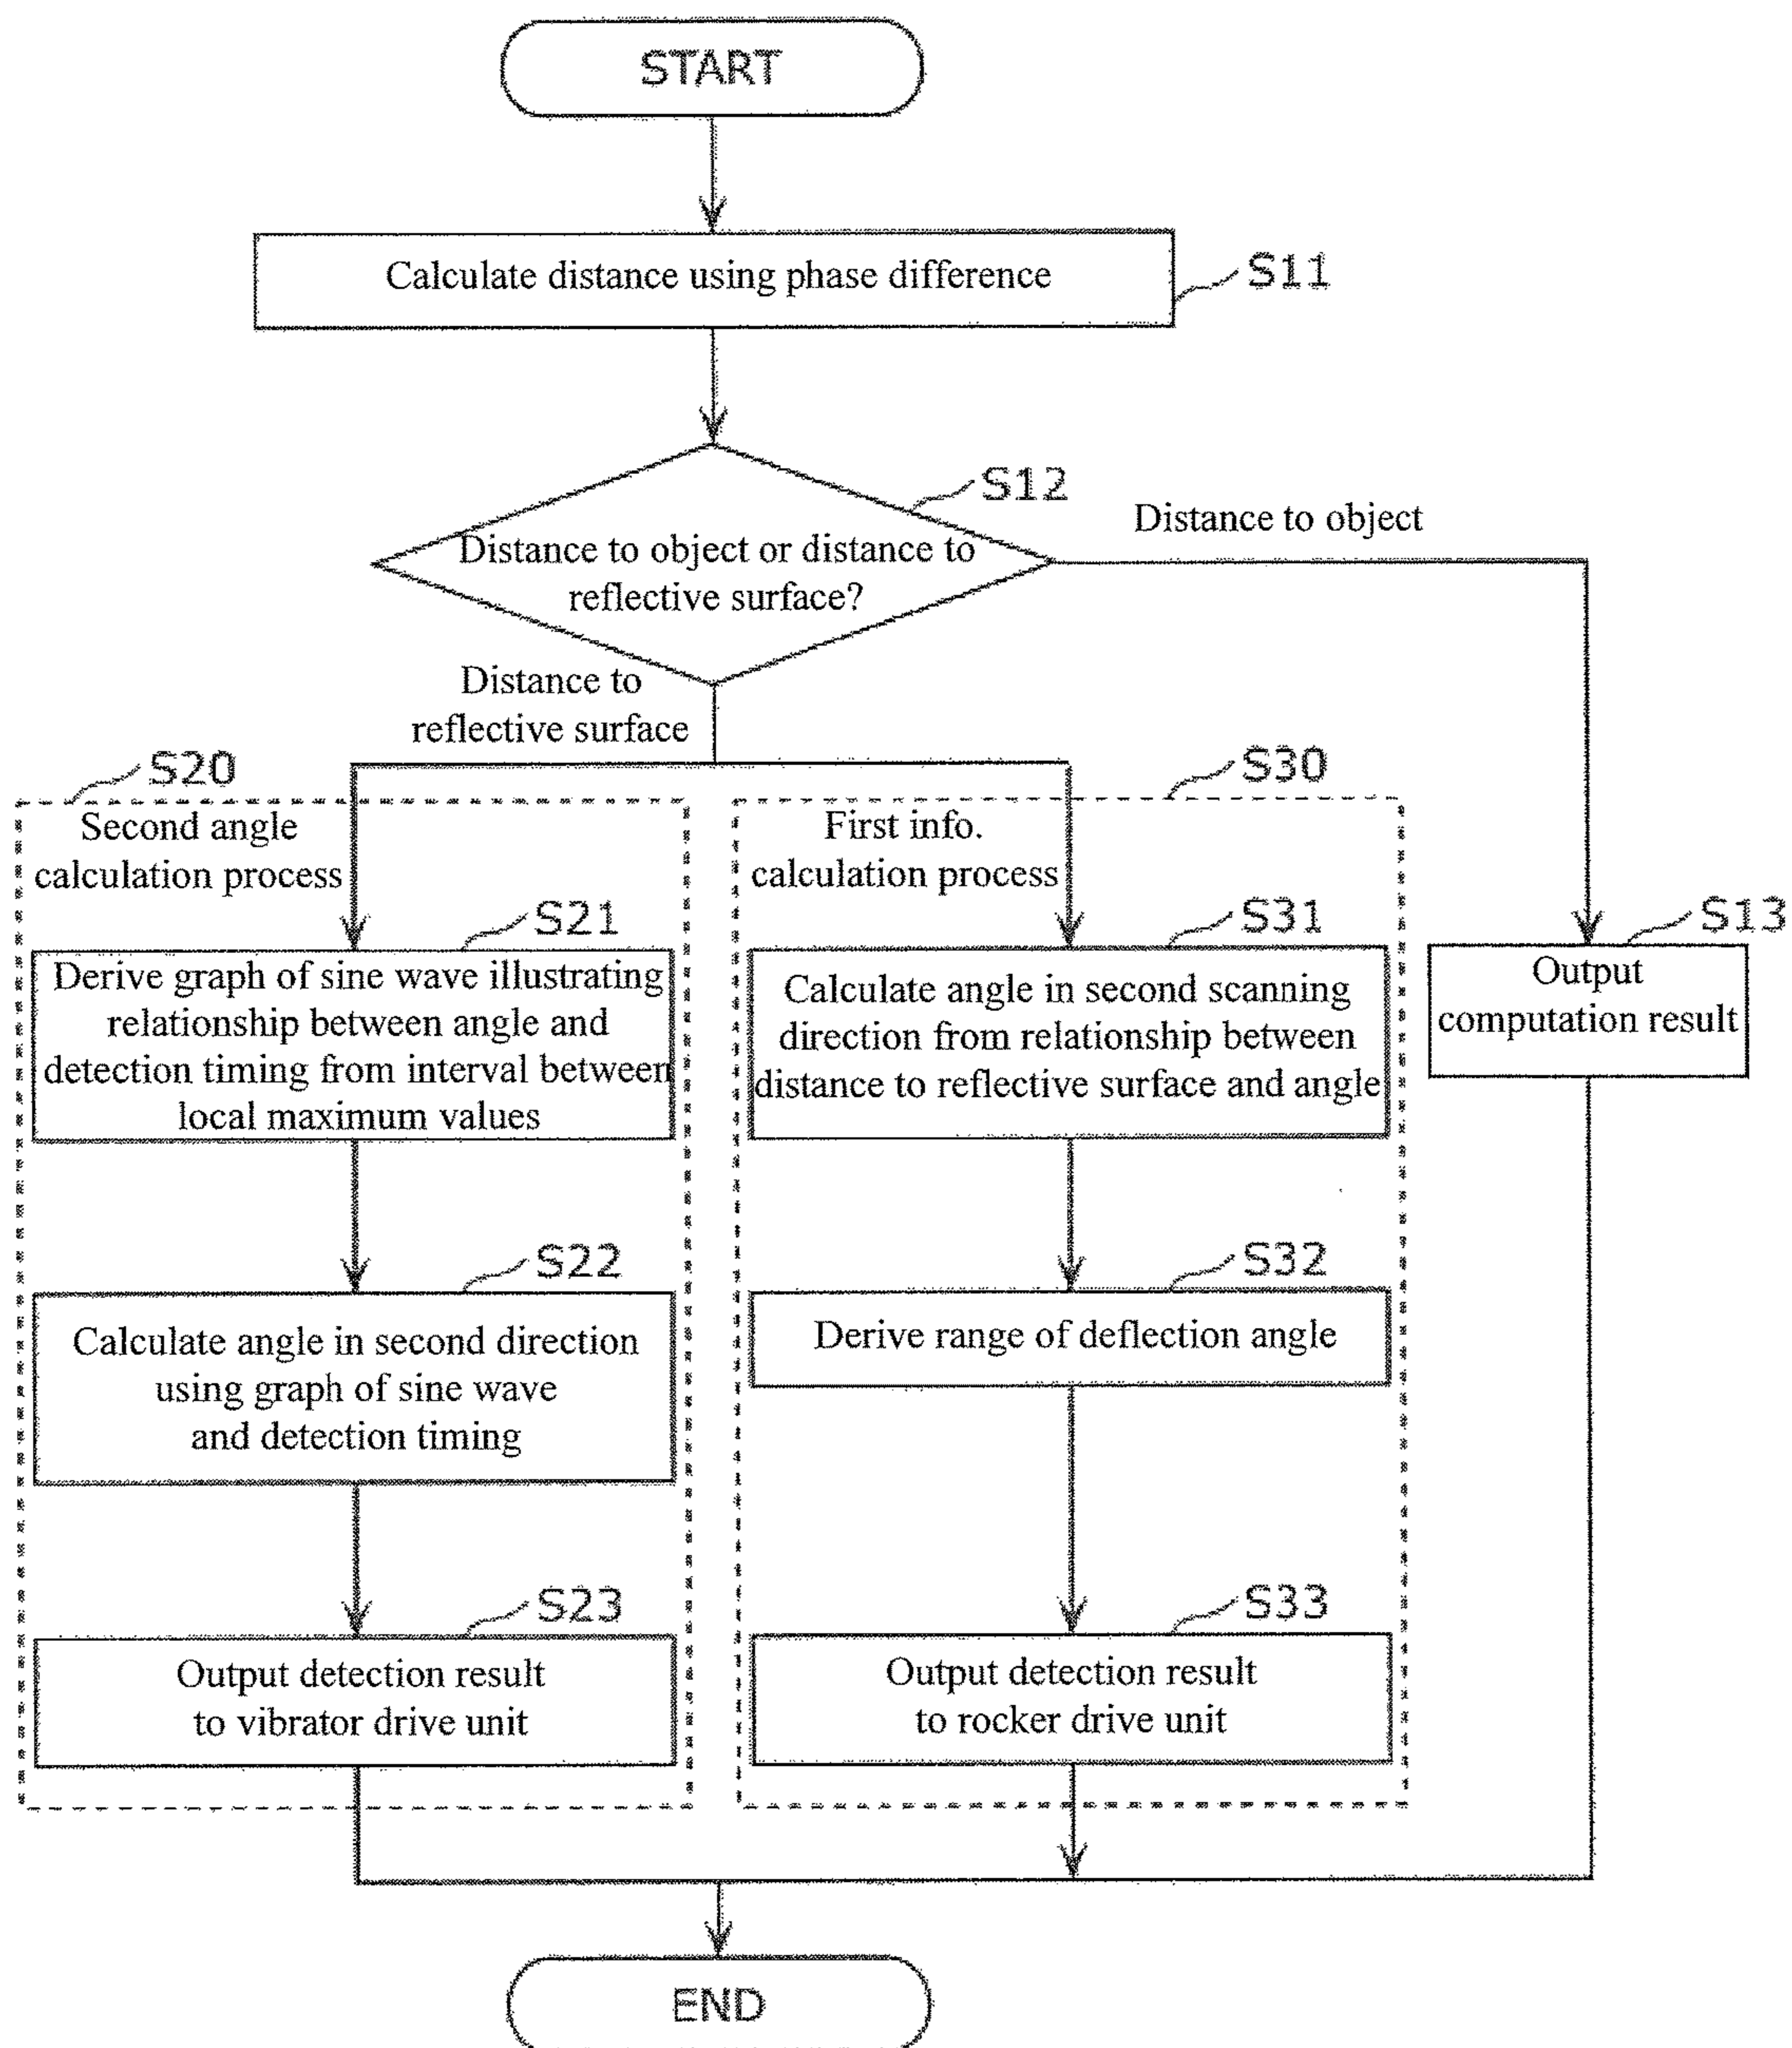 START
Calculate distance using phase difference
S11
S12
Distance to object or distance to
reflective surface?
Distance to object
Distance to
reflective surface
S20
Second angle
calculation process
S21
Derive graph of sine wave illustrating
relationship between angle and
detection timing from interval between
local maximum values
S22
Calculate angle in second direction
using graph of sine wave
and detection timing
S23
Output detection result
to vibrator drive unit
S30
First info.
calculation process
S31
Calculate angle in second scanning
direction from relationship between
distance to reflective surface and angle
S32
Derive range of deflection angle
S33
Output detection result
to rocker drive unit
S13
Output
computation result
END